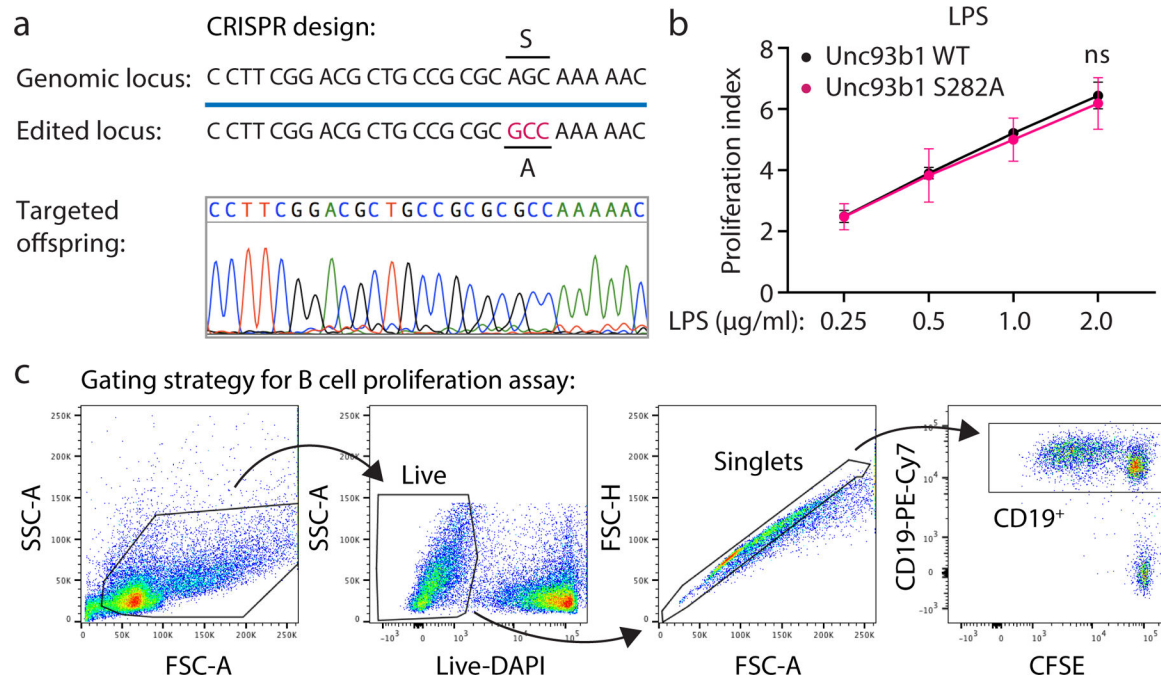 a
CRISPR design:
S
Genomic locus: C CTT CGG ACG CTG CCG CGC AGC AAA AAC
Edited locus: C CTT CGG ACG CTG CCG CGC GCC AAA AAC
A
Targeted
offspring:
CCTTCGGACGCTGCCGCGCGCCAAAAAC
b
LPS
Unc93b1 WT
Unc93b1 S282A
ns
Proliferation index
8
6
4
2
0
LPS (µg/ml): 0.25 0.5 1.0 2.0
c
Gating strategy for B cell proliferation assay:
SSC-A
250K
200K
150K
100K
50K
0
0 50K 100K 150K 200K 250K
FSC-A
SSC-A
250K
200K
150K
100K
50K
0
Live
-10³ 0 10³ 10⁴ 10⁵
Live-DAPI
FSC-H
250K
200K
150K
100K
50K
0
Singlets
0 50K 100K 150K 200K 250K
FSC-A
CD19-PE-Cy7
10⁵
10⁴
10³
0
-10³
CD19⁺
-10³ 0 10³ 10⁴ 10⁵
CFSE